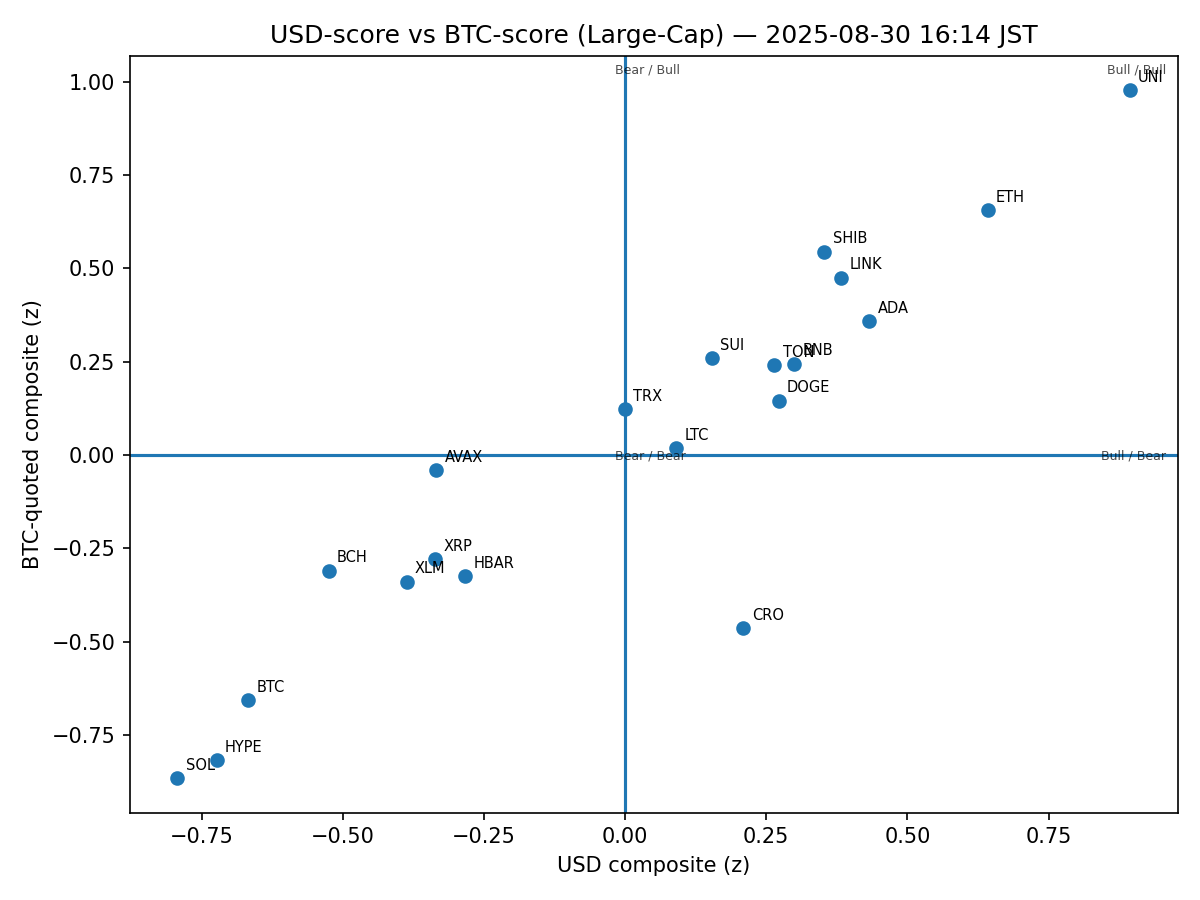 USD-score vs BTC-score (Large-Cap) — 2025-08-30 16:14 JST
Bear / Bull
Bull / Bull
UNI
ETH
SHIB
LINK
ADA
SUI
TON
BNB
DOGE
TRX
LTC
AVAX
Bear / Bear
Bull / Bear
XRP
BCH
HBAR
XLM
CRO
BTC
HYPE
SOL
1.00
0.75
0.50
0.25
0.00
−0.25
−0.50
−0.75
BTC-quoted composite (z)
−0.75 −0.50 −0.25 0.00 0.25 0.50 0.75
USD composite (z)